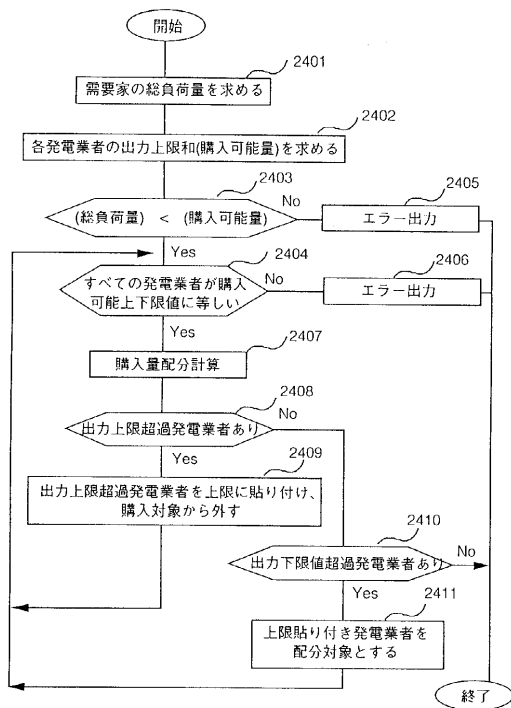 開始
2401
需要家の総負荷量を求める
2402
各発電業者の出力上限和(購入可能量)を求める
2403
(総負荷量) < (購入可能量)
No
2405
エラー出力
Yes
2404
すべての発電業者が購入
可能上下限値に等しい
No
2406
エラー出力
Yes
2407
購入量配分計算
2408
出力上限超過発電業者あり
No
Yes
2409
出力上限超過発電業者を上限に貼り付け、
購入対象から外す
2410
出力下限値超過発電業者あり
No
Yes
2411
上限貼り付き発電業者を
配分対象とする
終了